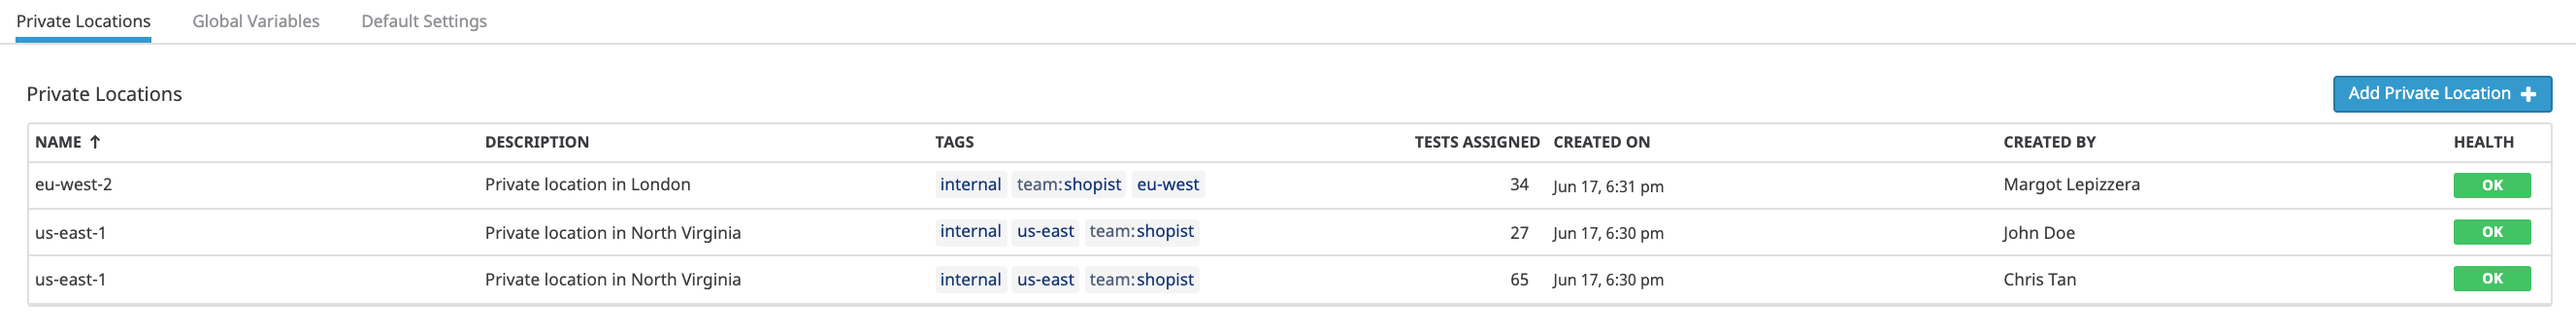 Private Locations Global Variables Default Settings
Private Locations Add Private Location
NAME DESCRIPTION TAGS TESTS ASSIGNED CREATED ON CREATED BY HEALTH
eu-west-2 Private location in London internal team:shopist eu-west 34 Jun 17, 6:31 pm Margot Lepizzera OK
us-east-1 Private location in North Virginia internal us-east team:shopist 27 Jun 17, 6:30 pm John Doe OK
us-east-1 Private location in North Virginia internal us-east team:shopist 65 Jun 17, 6:30 pm Chris Tan OK